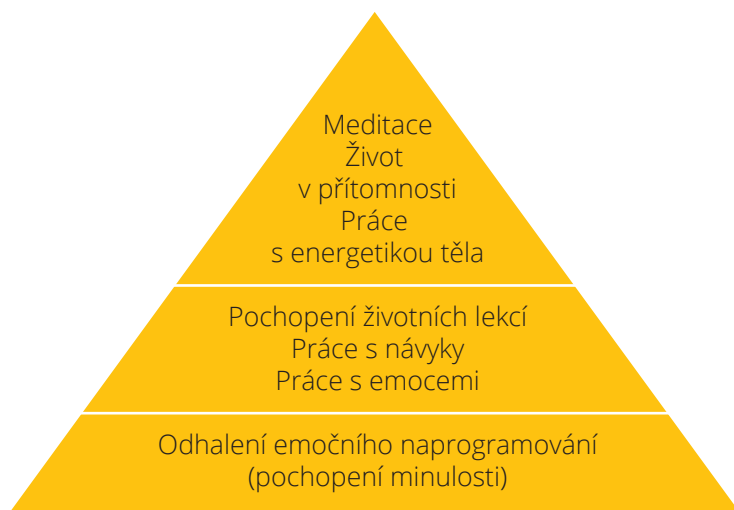 Meditace
Život
v přítomnosti
Práce
s energetikou těla
Pochopení životních lekcí
Práce s návyky
Práce s emocemi
Odhalení emočního naprogramování
(pochopení minulosti)